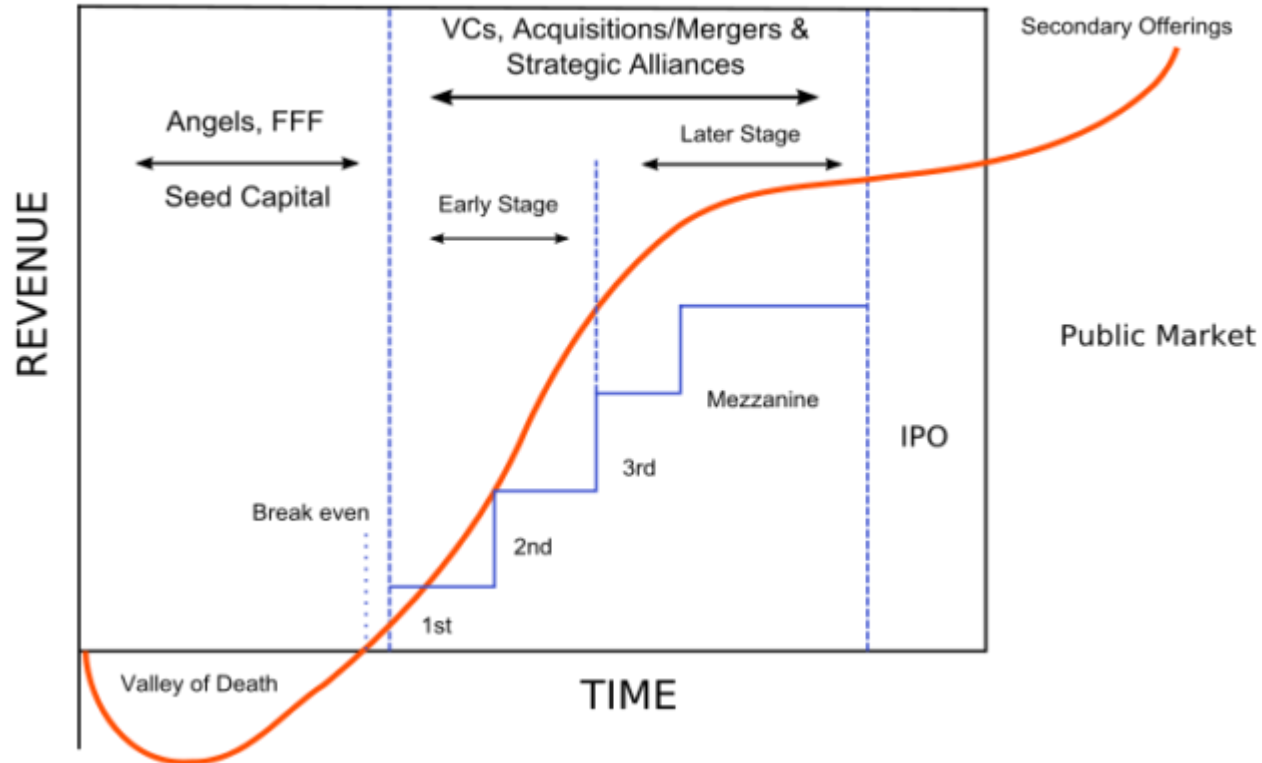 VCs, Acquisitions/Mergers &
Strategic Alliances
Secondary Offerings
Angels, FFF
Seed Capital
Later Stage
Early Stage
REVENUE
Public Market
Mezzanine
IPO
3rd
Break even
2nd
1st
Valley of Death
TIME